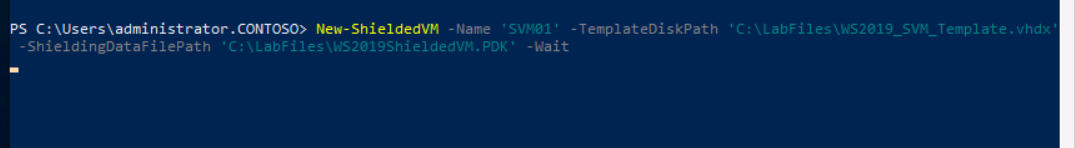 PS C:\Users\administrator.CONTOSO> New-ShieldedVM -Name 'SVM01' -TemplateDiskPath 'C:\LabFiles\WS2019_SVM_Template.vhdx'
-ShieldingDataFilePath 'C:\LabFiles\WS2019ShieldedVM.PDK' -Wait